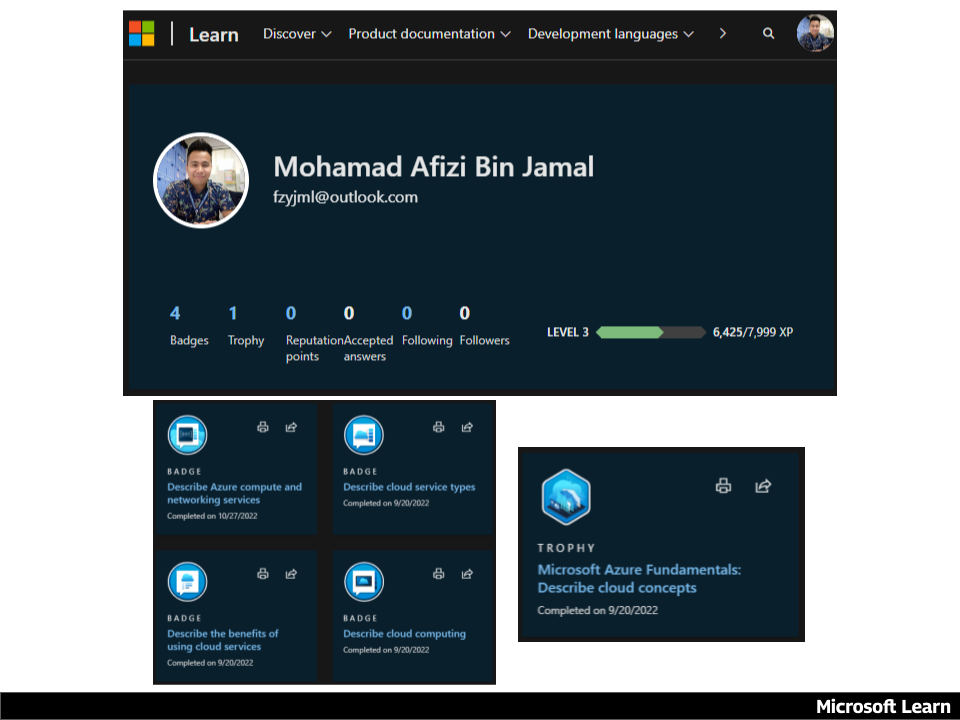 Learn Discover Product documentation Development languages
Mohamad Afizi Bin Jamal
fzyjml@outlook.com
4 1 0 0 0 0
Badges Trophy Reputation points Accepted answers Following Followers
LEVEL 3 6,425/7,999 XP
BADGE
Describe Azure compute and
networking services
Completed on 10/27/2022
BADGE
Describe cloud service types
Completed on 9/20/2022
BADGE
Describe the benefits of
using cloud services
Completed on 9/20/2022
BADGE
Describe cloud computing
Completed on 9/20/2022
TROPHY
Microsoft Azure Fundamentals:
Describe cloud concepts
Completed on 9/20/2022
Microsoft Learn